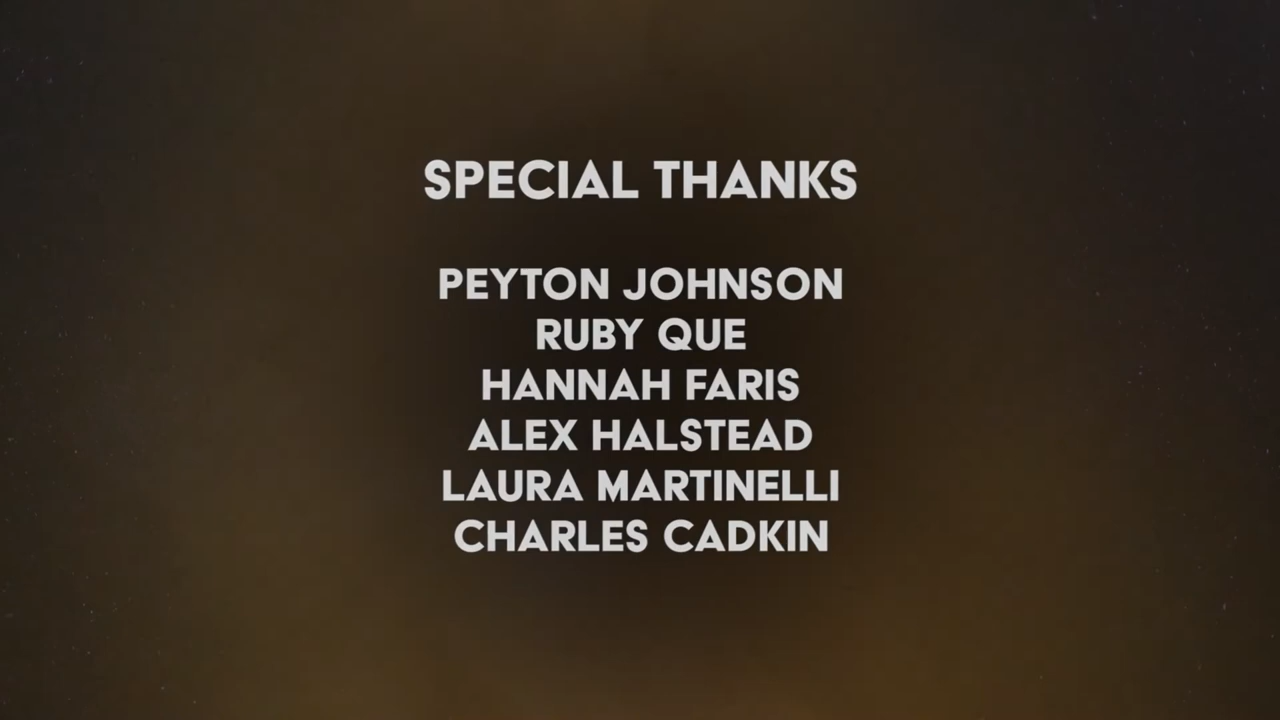 SPECIAL THANKS
PEYTON JOHNSON
RUBY QUE
HANNAH FARIS
ALEX HALSTEAD
LAURA MARTINELLI
CHARLES CADKIN